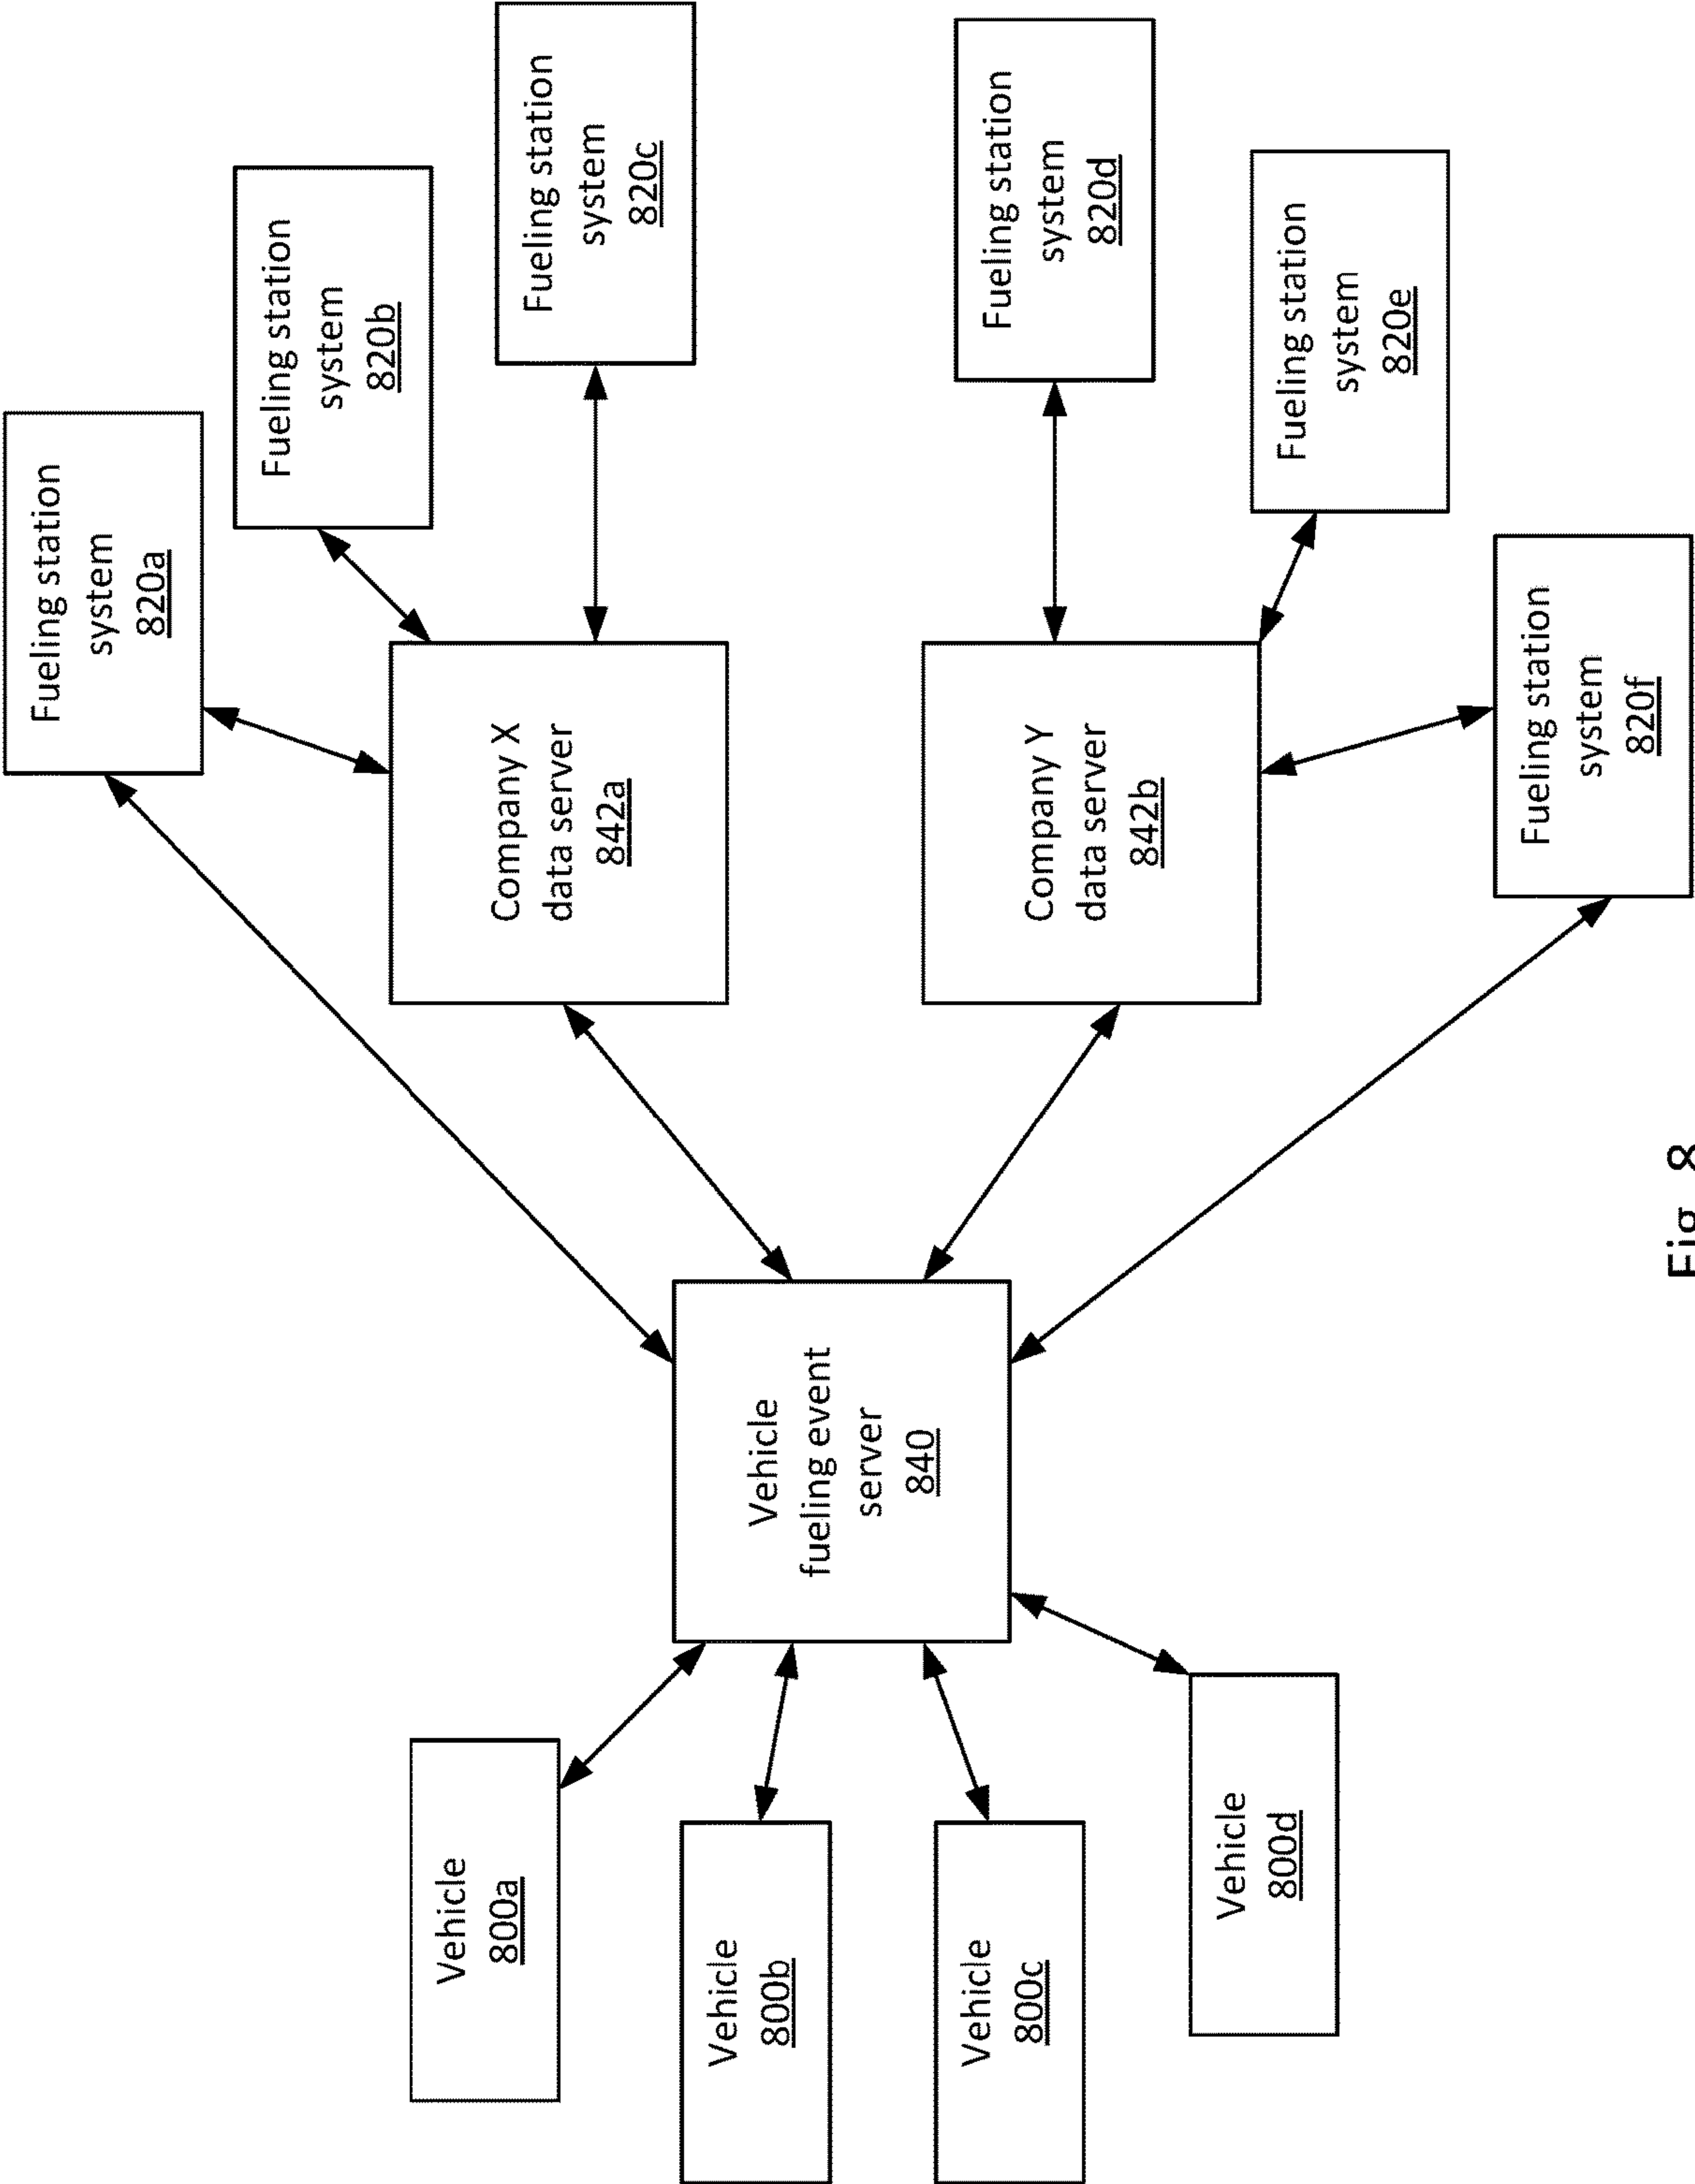 Fueling station
system
820a
Fueling station
system
820b
Fueling station
system
820c
Company X
data server
842a
Fueling station
system
820d
Fueling station
system
820e
Company Y
data server
842b
Fueling station
system
820f
Vehicle
fueling event
server
840
Vehicle
800a
Vehicle
800b
Vehicle
800c
Vehicle
800d
Fig. 8